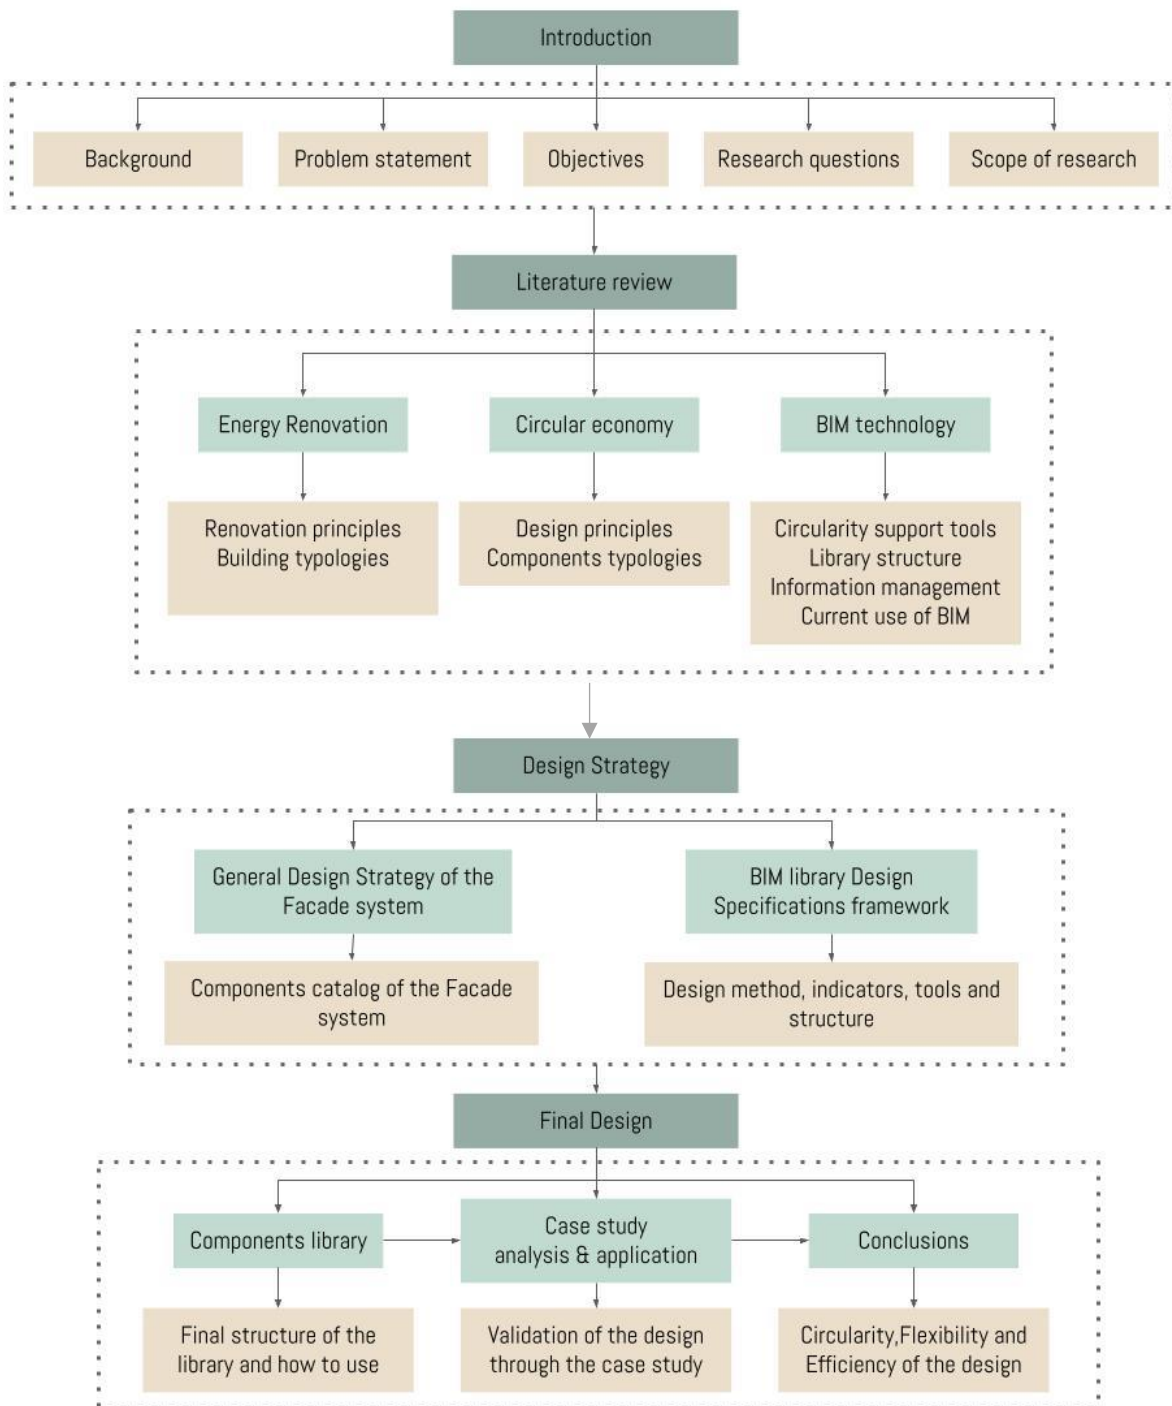 Introduction
Background
Problem statement
Objectives
Research questions
Scope of research
Literature review
Energy Renovation
Circular economy
BIM technology
Renovation principles
Building typologies
Design principles
Components typologies
Circularity support tools
Library structure
Information management
Current use of BIM
Design Strategy
General Design Strategy of the
Facade system
BIM library Design
Specifications framework
Components catalog of the Facade
system
Design method, indicators, tools and
structure
Final Design
Components library
Case study
analysis & application
Conclusions
Final structure of the
library and how to use
Validation of the design
through the case study
Circularity,Flexibility and
Efficiency of the design